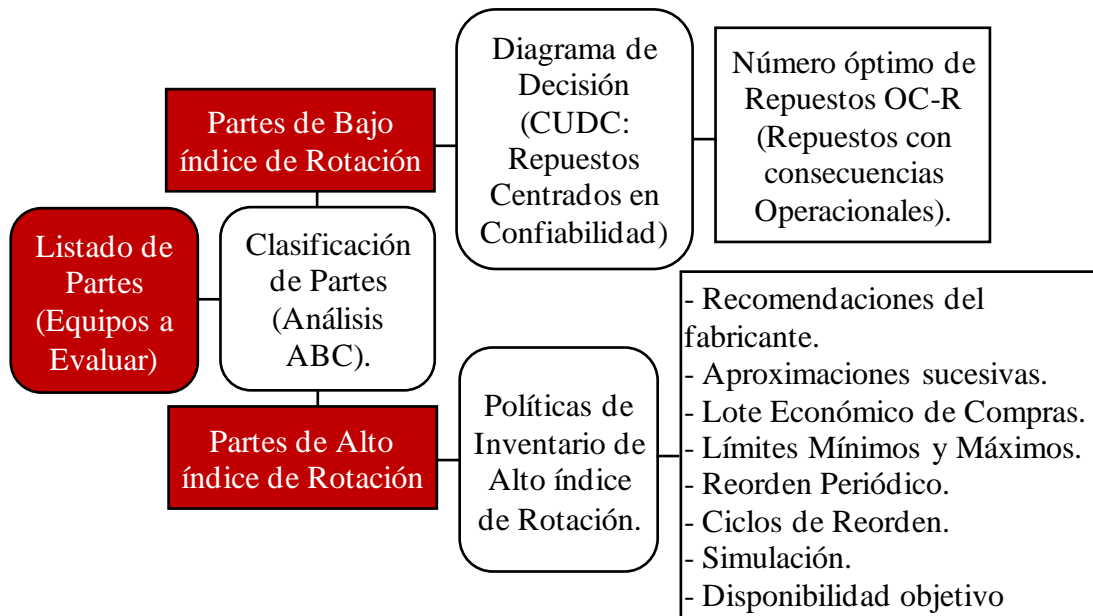 Listado de
Partes
(Equipos a
Evaluar)
Clasificación
de Partes
(Análisis
ABC).
Partes de Bajo
índice de Rotación
Diagrama de
Decisión
(CUDC:
Repuestos
Centrados en
Confiabilidad)
Número óptimo de
Repuestos OC-R
(Repuestos con
consecuencias
Operacionales).
Partes de Alto
índice de Rotación
Políticas de
Inventario de
Alto índice
de Rotación.
- Recomendaciones del
fabricante.
- Aproximaciones sucesivas.
- Lote Económico de Compras.
- Límites Mínimos y Máximos.
- Reorden Periódico.
- Ciclos de Reorden.
- Simulación.
- Disponibilidad objetivo